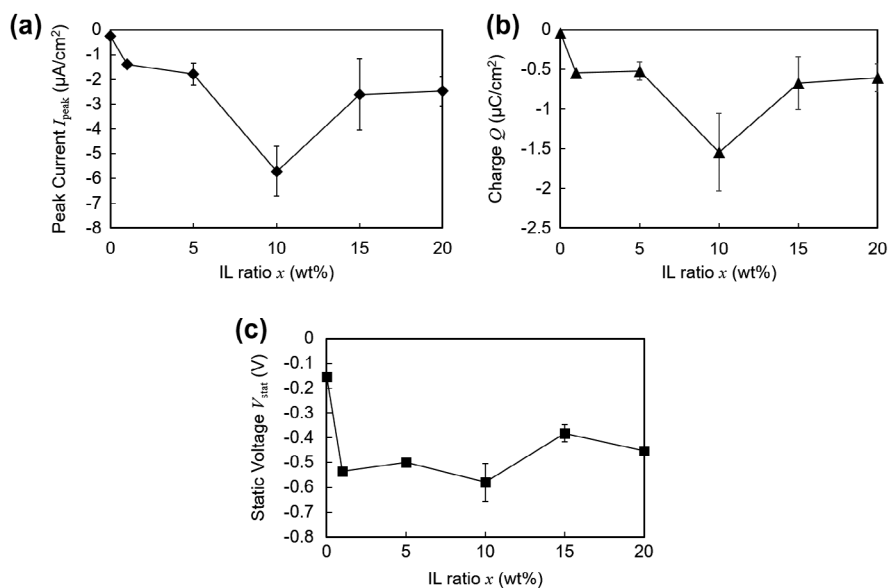 (a)
Peak Current I_peak (μA/cm²)
0
-1
-2
-3
-4
-5
-6
-7
-8
0 5 10 15 20
IL ratio x (wt%)
(b)
Charge Q (μC/cm²)
0
-0.5
-1
-1.5
-2
-2.5
0 5 10 15 20
IL ratio x (wt%)
(c)
Static Voltage V_stat (V)
0
-0.1
-0.2
-0.3
-0.4
-0.5
-0.6
-0.7
-0.8
0 5 10 15 20
IL ratio x (wt%)